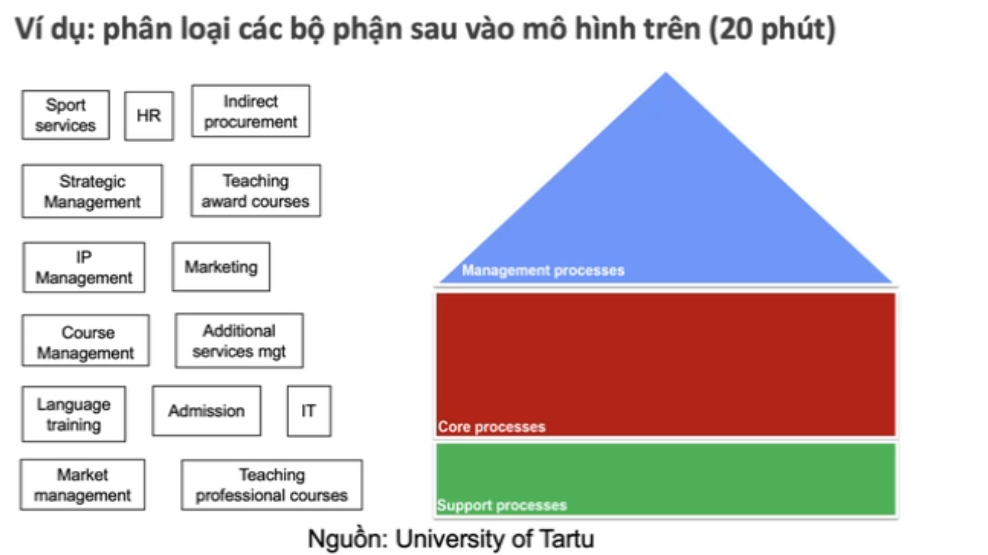 Ví dụ: phân loại các bộ phận sau vào mô hình trên (20 phút)
Sport
services
HR
Indirect
procurement
Strategic
Management
Teaching
award courses
IP
Management
Marketing
Course
Management
Additional
services mgt
Language
training
Admission
IT
Market
management
Teaching
professional courses
Management processes
Core processes
Support processes
Nguồn: University of Tartu